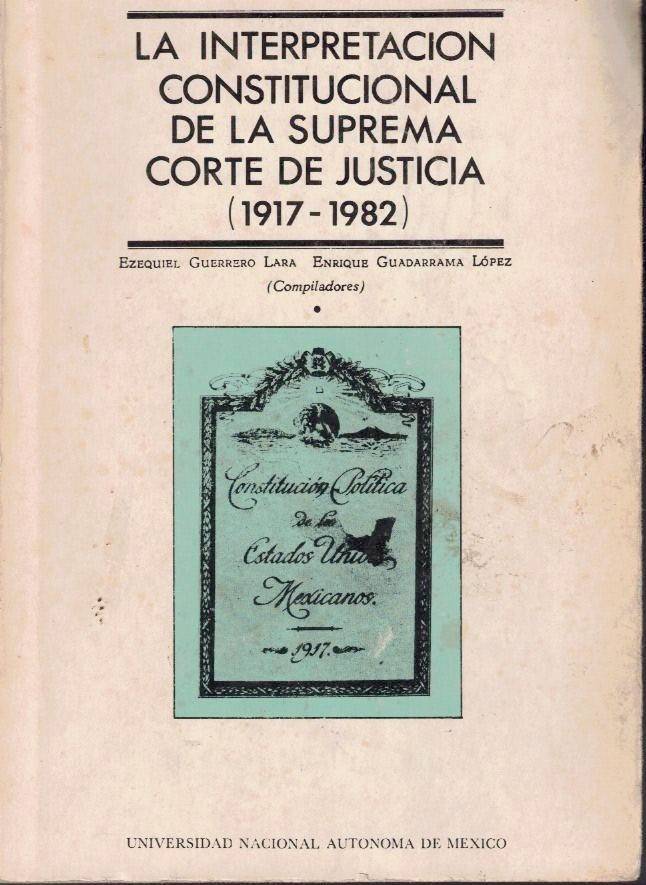 LA INTERPRETACION
CONSTITUCIONAL
DE LA SUPREMA
CORTE DE JUSTICIA
(1917-1982)
EZEQUIEL GUERRERO LARA ENRIQUE GUADARRAMA LÓPEZ
(Compiladores)
Constitución Política
de los
Estados Unidos
Mexicanos.
1917.
UNIVERSIDAD NACIONAL AUTONOMA DE MEXICO